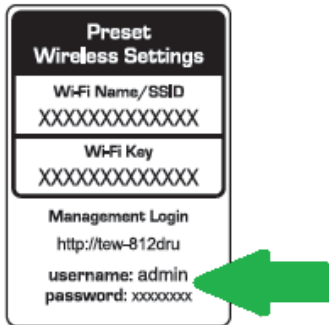 Preset
Wireless Settings
Wi-Fi Name/SSID
XXXXXXXXXXXXX
Wi-Fi Key
XXXXXXXXXXXXX
Management Login
http://tew-812dru
username: admin
password: xxxxxxxx